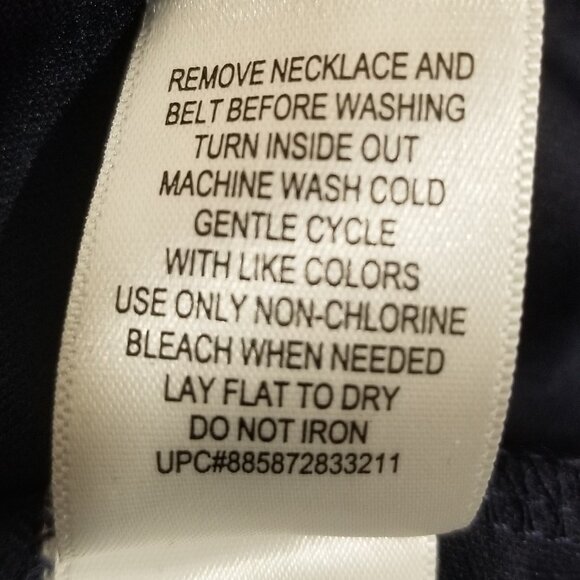 REMOVE NECKLACE AND
BELT BEFORE WASHING
TURN INSIDE OUT
MACHINE WASH COLD
GENTLE CYCLE
WITH LIKE COLORS
USE ONLY NON-CHLORINE
BLEACH WHEN NEEDED
LAY FLAT TO DRY
DO NOT IRON
UPC#885872833211